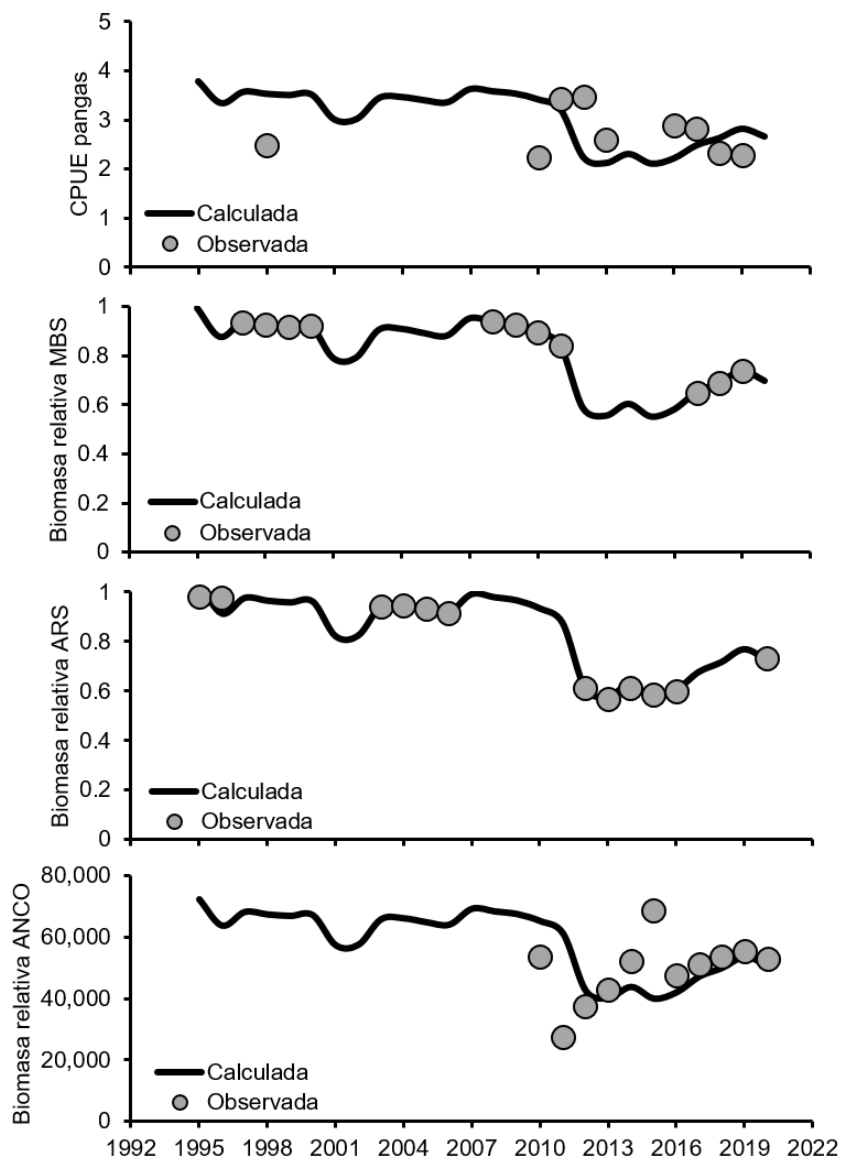 CPUE pangas
5
4
3
2
1
0
Calculada
Observada
Biomasa relativa MBS
1
0.8
0.6
0.4
0.2
0
Calculada
Observada
Biomasa relativa ARS
1
0.8
0.6
0.4
0.2
0
Calculada
Observada
Biomasa relativa ANCO
80,000
60,000
40,000
20,000
0
Calculada
Observada
1992 1995 1998 2001 2004 2007 2010 2013 2016 2019 2022